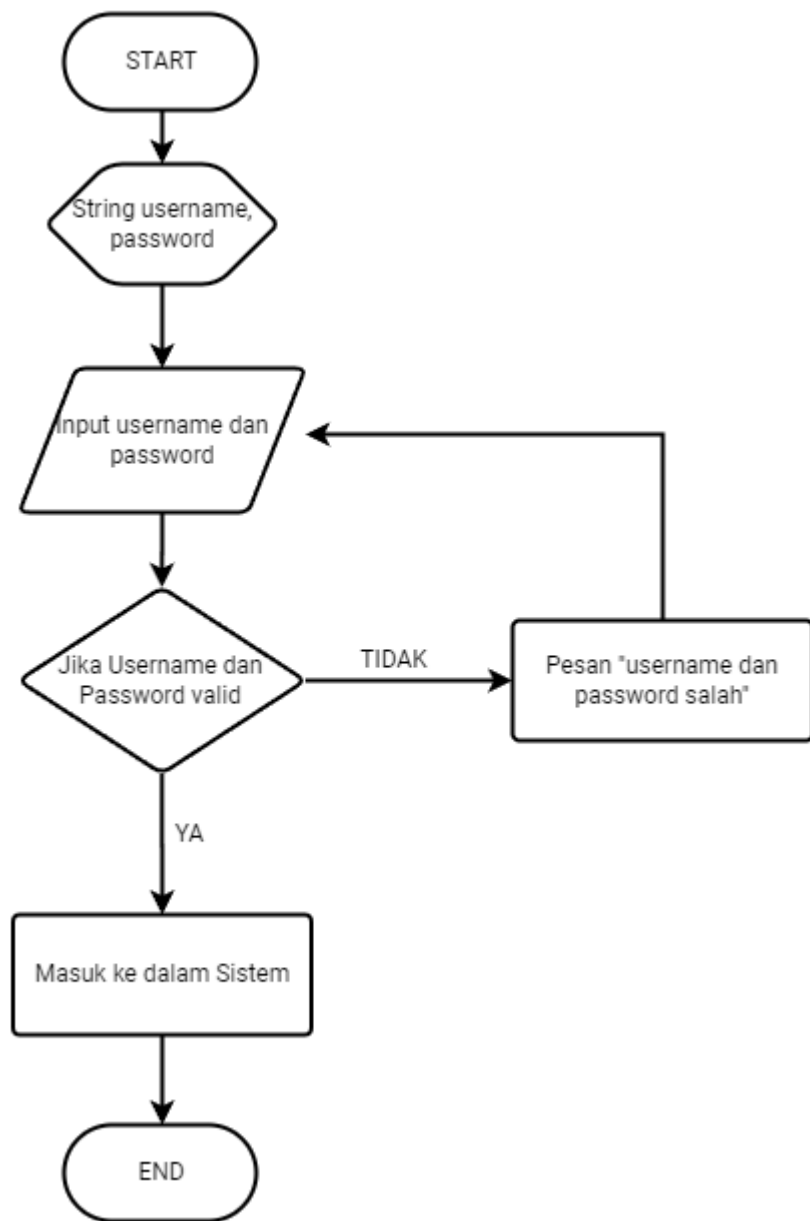 START
String username,
password
Input username dan
password
Jika Username dan
Password valid
TIDAK
Pesan "username dan
password salah"
YA
Masuk ke dalam Sistem
END